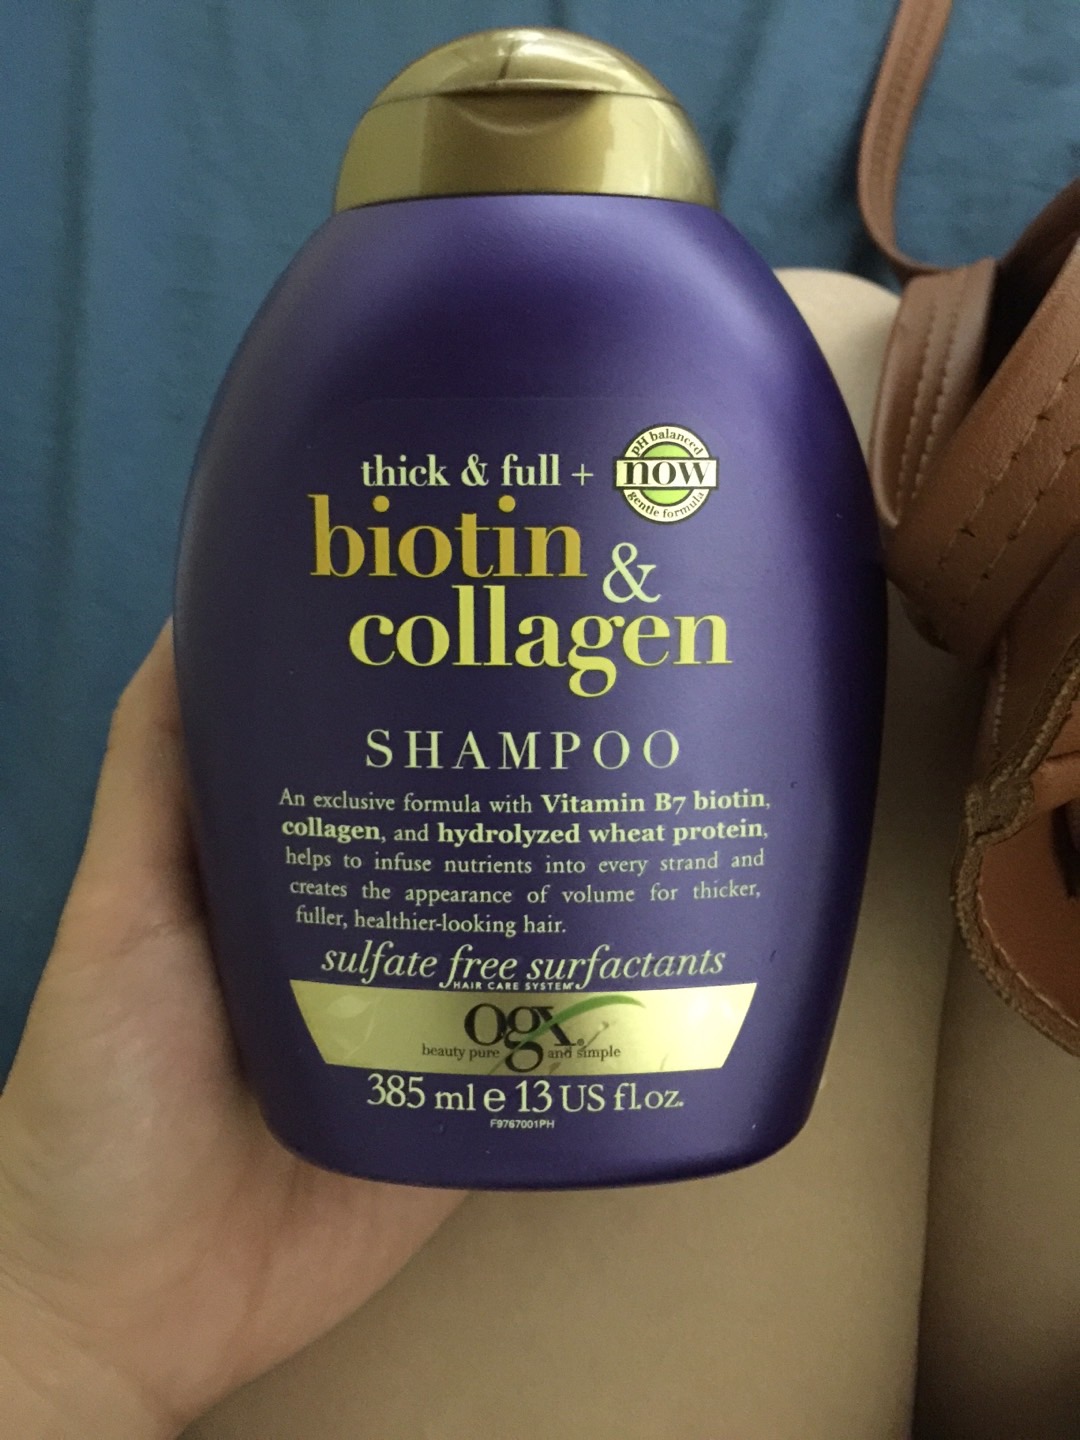 thick & full +
pH balanced
now
gentle formula
biotin
&
collagen
SHAMPOO
An exclusive formula with Vitamin B7 biotin,
collagen, and hydrolyzed wheat protein,
helps to infuse nutrients into every strand and
creates the appearance of volume for thicker,
fuller, healthier-looking hair.
sulfate free surfactants
HAIR CARE SYSTEM
ogx®
beauty pure and simple
385 ml e 13 US fl.oz.
F9767001PH